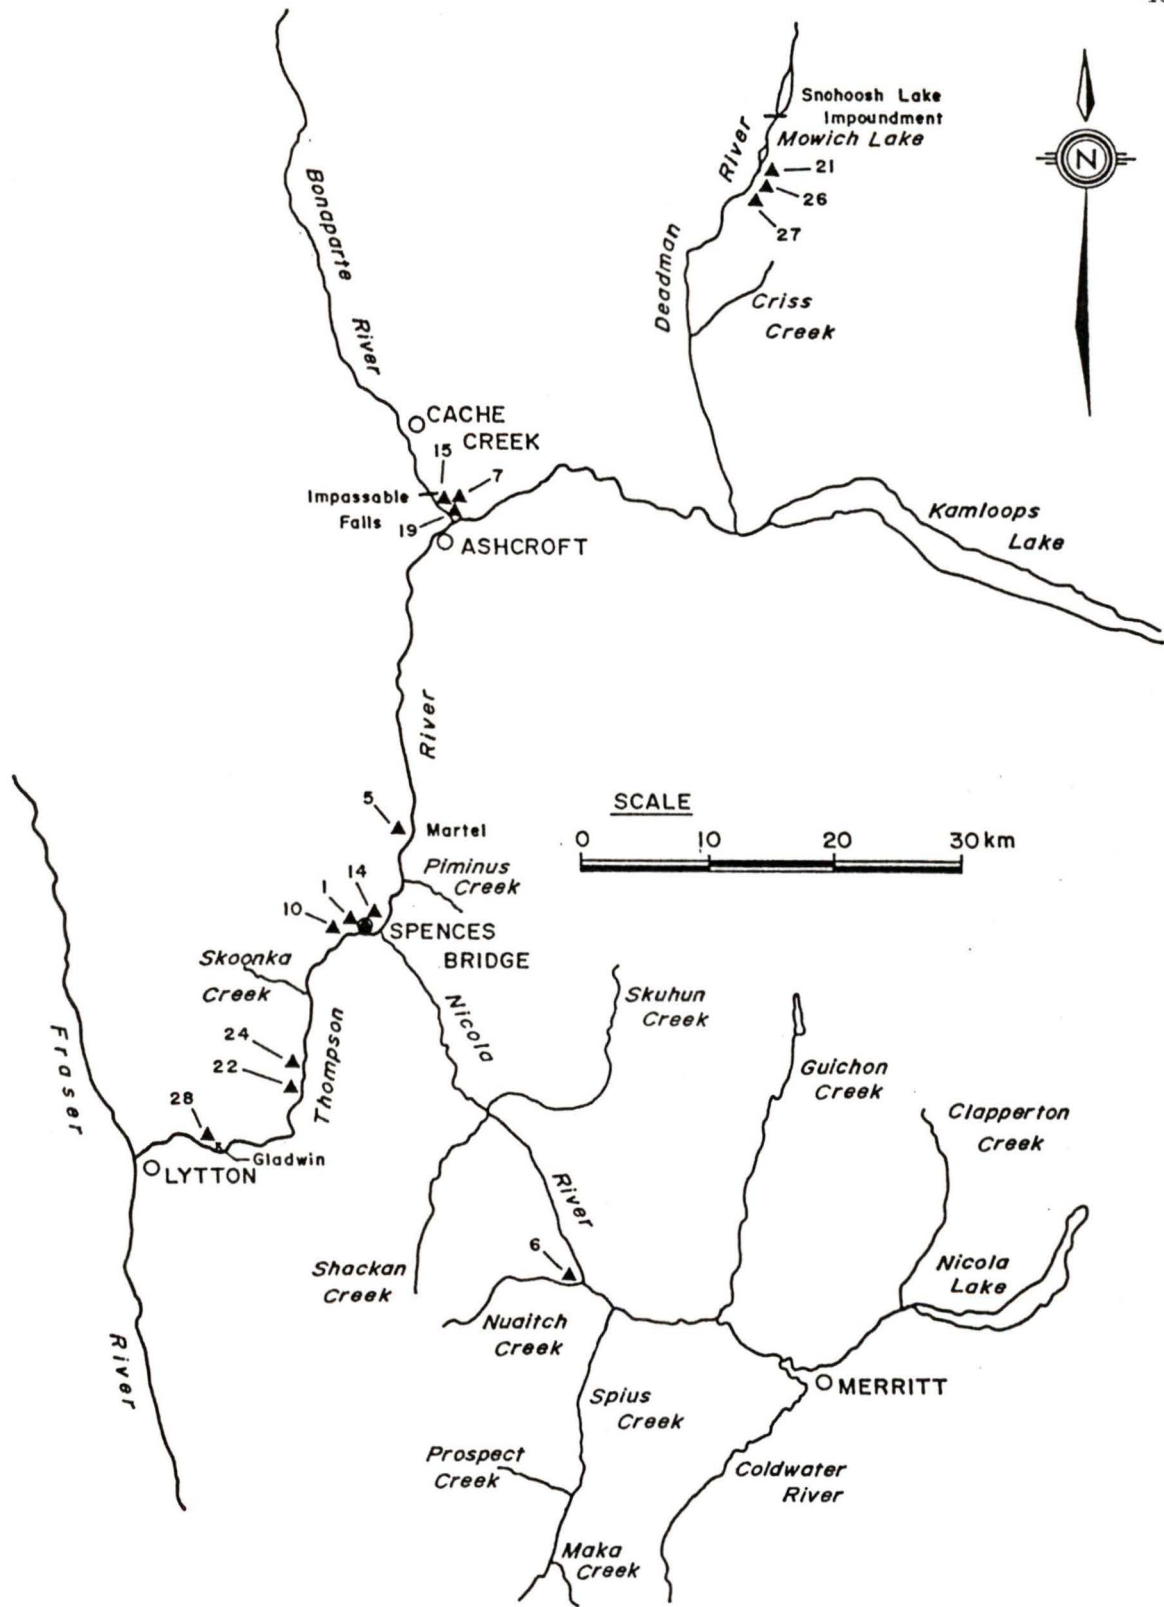 Snohoosh Lake
Impoundment
Mowich Lake
River
21
26
27
N
Bonaparte
River
Deadman
Criss
Creek
CACHE
CREEK
15
7
Impassable
Falls
19
ASHCROFT
Kamloops
Lake
River
5
Martel
SCALE
0 10 20 30 km
Piminus
Creek
14
1
10
SPENCES
BRIDGE
Skoonka
Creek
Nicola
Skuhun
Creek
Fraser
24
22
Thompson
Guichon
Creek
Clapperton
Creek
28
Gladwin
LYTTON
River
6
Shackan
Creek
Nicola
Lake
Nuaitch
Creek
River
MERRITT
Spius
Creek
Prospect
Creek
Coldwater
River
Maka
Creek